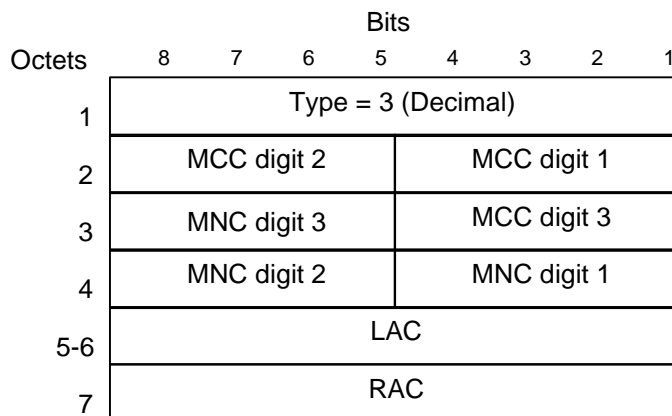 Bits
Octets 8 7 6 5 4 3 2 1
1 Type = 3 (Decimal)
2 MCC digit 2 MCC digit 1
3 MNC digit 3 MCC digit 3
4 MNC digit 2 MNC digit 1
5-6 LAC
7 RAC